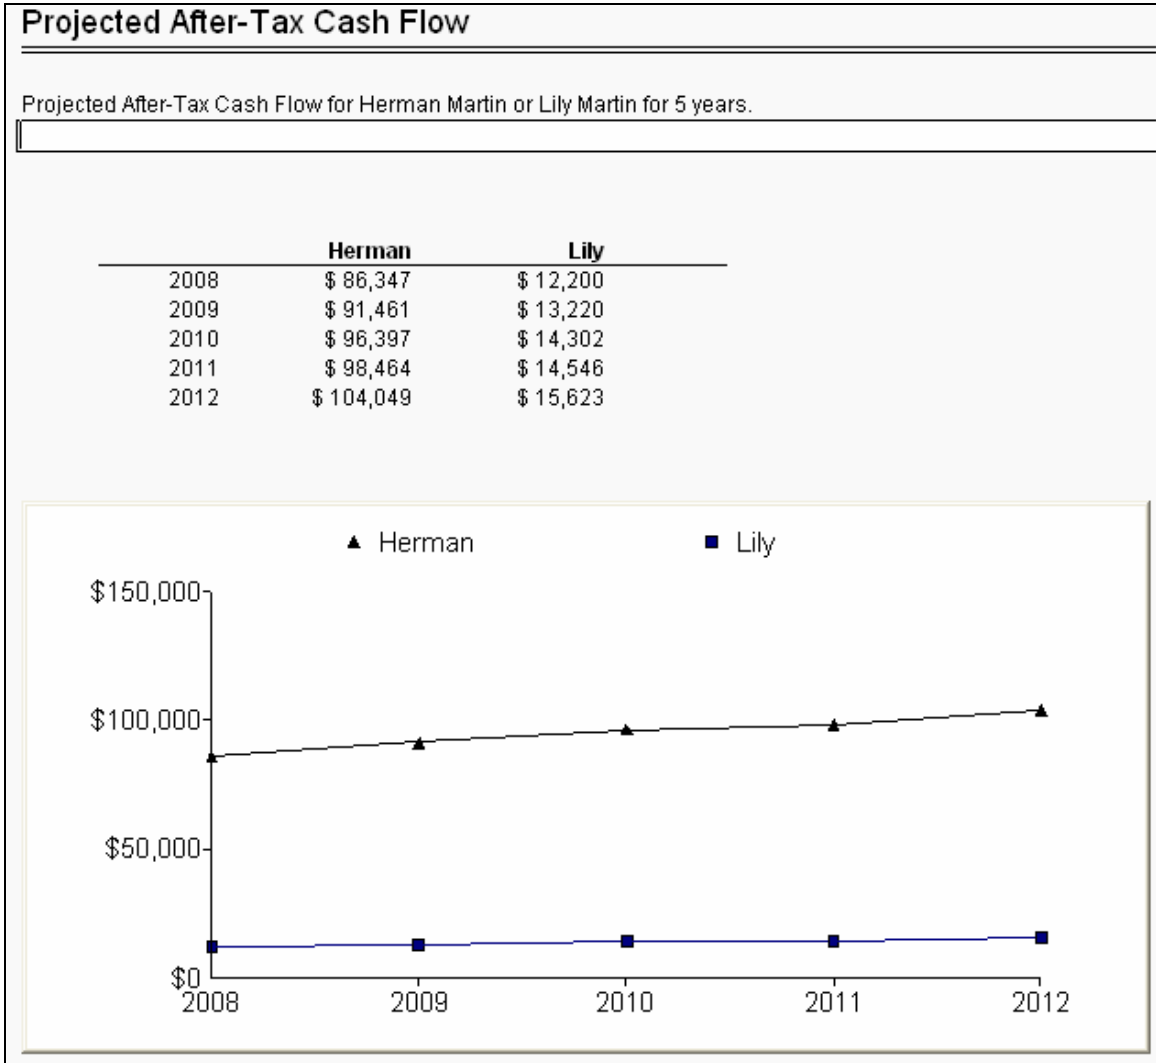 Projected After-Tax Cash Flow
Projected After-Tax Cash Flow for Herman Martin or Lily Martin for 5 years.
Herman Lily
2008 $ 86,347 $ 12,200
2009 $ 91,461 $ 13,220
2010 $ 96,397 $ 14,302
2011 $ 98,464 $ 14,546
2012 $ 104,049 $ 15,623
Herman Lily
$150,000
$100,000
$50,000
$0
2008 2009 2010 2011 2012